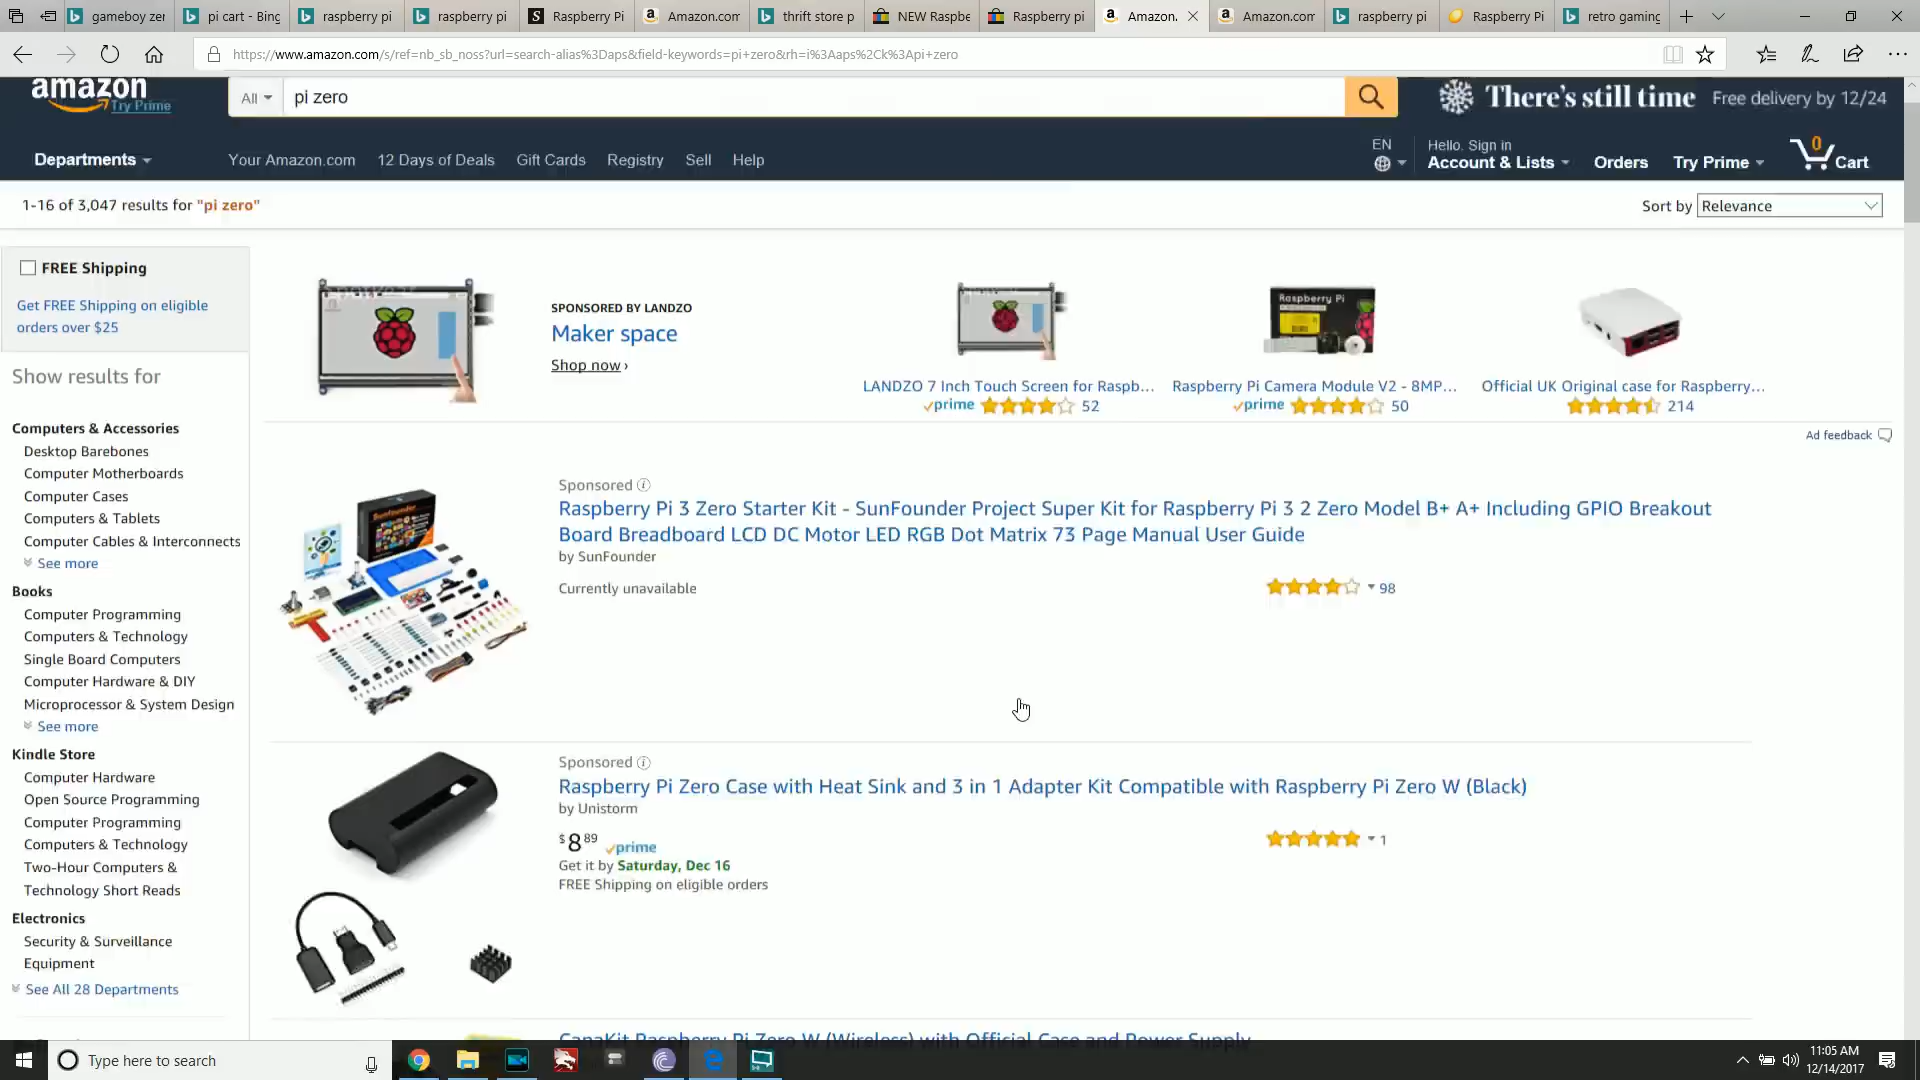 gameboy zer
pi cart - Bing
raspberry pi
raspberry pi
Raspberry Pi
Amazon.com
thrift store p
NEW Raspbe
Raspberry pi
Amazon.
Amazon.com
raspberry pi
Raspberry Pi
retro gaming
https://www.amazon.com/s/ref=nb_sb_noss?url=search-alias%3Daps&field-keywords=pi+zero&rh=i%3Aaps%2Ck%3Api+zero
amazon
Try Prime
All
pi zero
There's still time
Free delivery by 12/24
Departments
Your Amazon.com
12 Days of Deals
Gift Cards
Registry
Sell
Help
EN
Hello. Sign in
Account & Lists
Orders
Try Prime
0
Cart
1-16 of 3,047 results for "pi zero"
Sort by
Relevance
FREE Shipping
Get FREE Shipping on eligible
orders over $25
Show results for
Computers & Accessories
Desktop Barebones
Computer Motherboards
Computer Cases
Computers & Tablets
Computer Cables & Interconnects
See more
Books
Computer Programming
Computers & Technology
Single Board Computers
Computer Hardware & DIY
Microprocessor & System Design
See more
Kindle Store
Computer Hardware
Open Source Programming
Computer Programming
Computers & Technology
Two-Hour Computers &
Technology Short Reads
Electronics
Security & Surveillance
Equipment
See All 28 Departments
SPONSORED BY LANDZO
Maker space
Shop now ›
LANDZO 7 Inch Touch Screen for Raspb...
prime
52
Raspberry Pi
Raspberry Pi Camera Module V2 - 8MP...
prime
50
Official UK Original case for Raspberry...
214
Ad feedback
Sponsored
SunFounder
Raspberry Pi 3 Zero Starter Kit - SunFounder Project Super Kit for Raspberry Pi 3 2 Zero Model B+ A+ Including GPIO Breakout
Board Breadboard LCD DC Motor LED RGB Dot Matrix 73 Page Manual User Guide
by SunFounder
Currently unavailable
98
Sponsored
Raspberry Pi Zero Case with Heat Sink and 3 in 1 Adapter Kit Compatible with Raspberry Pi Zero W (Black)
by Unistorm
$8 89
prime
1
Get it by Saturday, Dec 16
FREE Shipping on eligible orders
CanaKit Raspberry Pi Zero W (Wireless) with Official Case and Power Supply
Type here to search
11:05 AM
12/14/2017